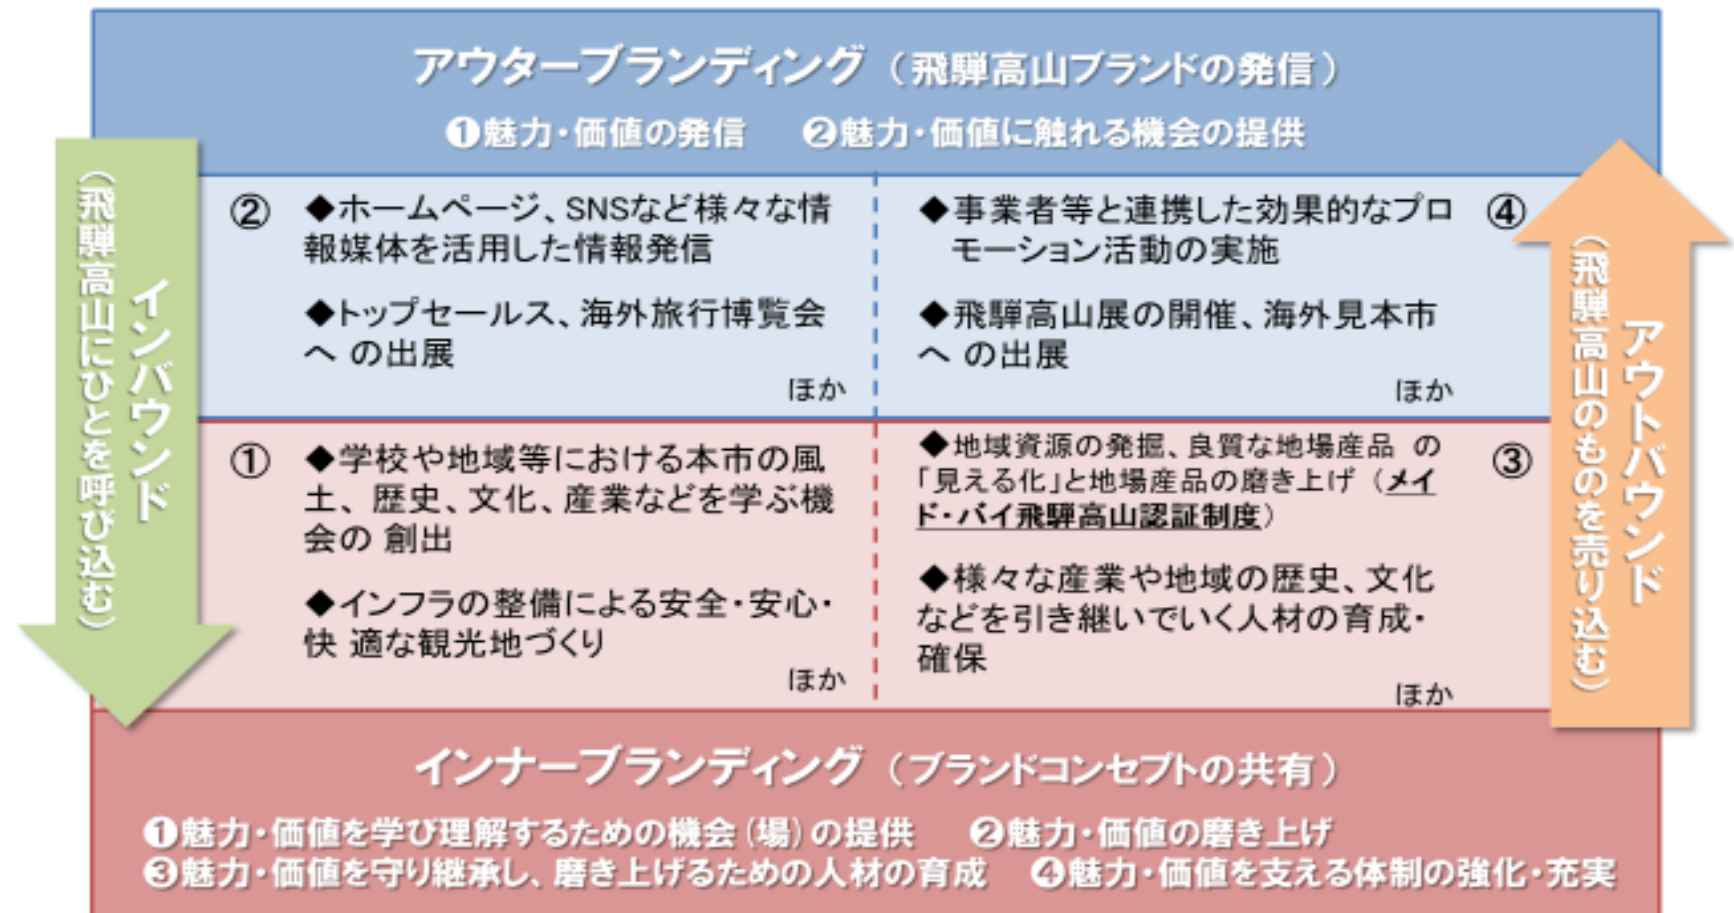 アウターブランディング（飛騨高山ブランドの発信）
❶魅力・価値の発信　❷魅力・価値に触れる機会の提供
インバウンド
（飛騨高山にひとを呼び込む）
②
◆ホームページ、SNSなど様々な情
報媒体を活用した情報発信
◆トップセールス、海外旅行博覧会
へ の出展
ほか
④
◆事業者等と連携した効果的なプロ
モーション活動の実施
◆飛騨高山展の開催、海外見本市
へ の出展
ほか
①
◆学校や地域等における本市の風
土、歴史、文化、産業などを学ぶ機
会の 創出
◆インフラの整備による安全・安心・
快 適な観光地づくり
ほか
③
◆地域資源の発掘、良質な地場産品 の
「見える化」と地場産品の磨き上げ（メイ
ド・バイ飛騨高山認証制度）
◆様々な産業や地域の歴史、文化
などを引き継いでいく人材の育成・
確保
ほか
アウトバウンド
（飛騨高山のものを売り込む）
インナーブランディング（ブランドコンセプトの共有）
❶魅力・価値を学び理解するための機会（場）の提供　❷魅力・価値の磨き上げ
❸魅力・価値を守り継承し、磨き上げるための人材の育成　❹魅力・価値を支える体制の強化・充実